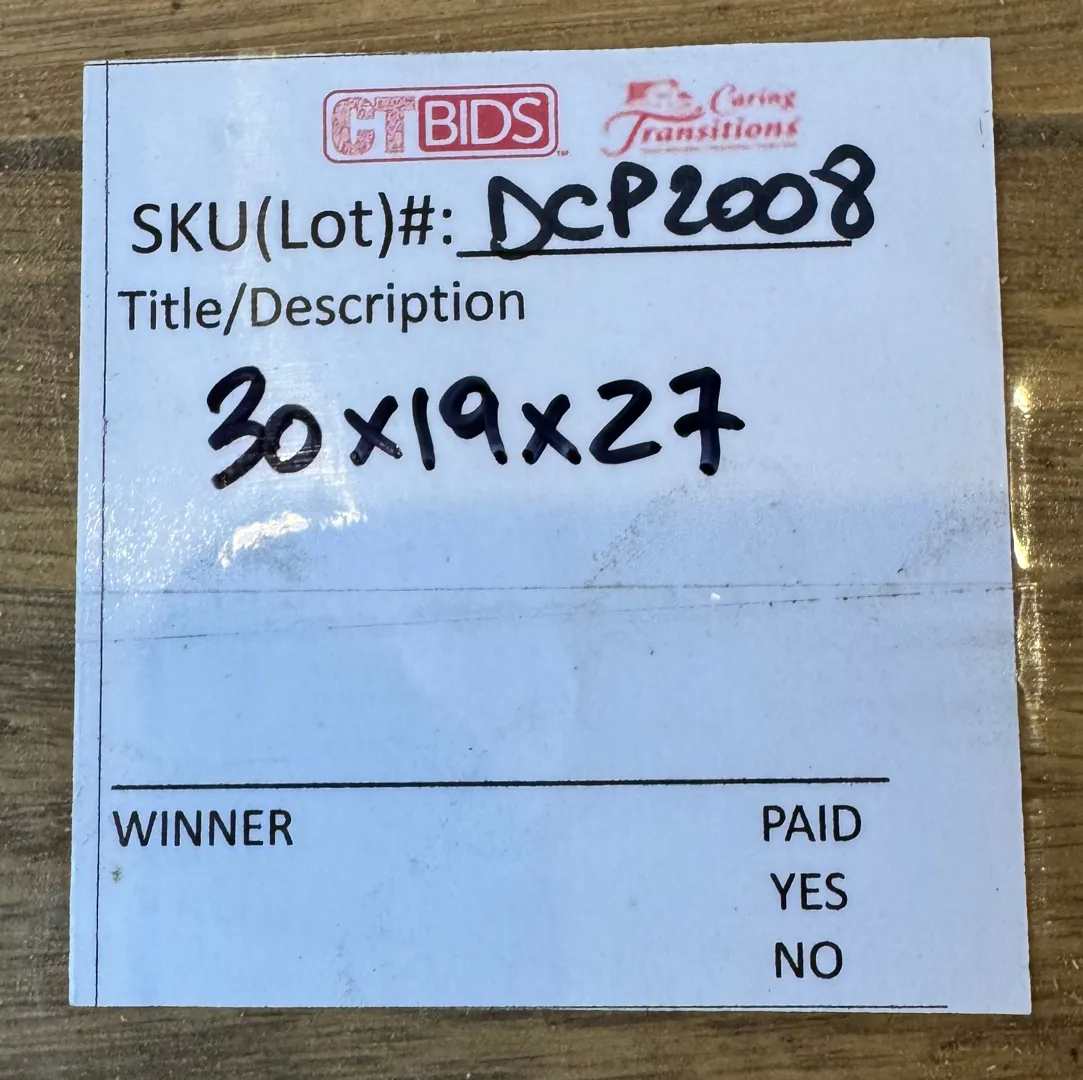 CTBIDS
Caring
Transitions
SKU(Lot)#: DCP2008
Title/Description
30x19x27
WINNER PAID
YES
NO